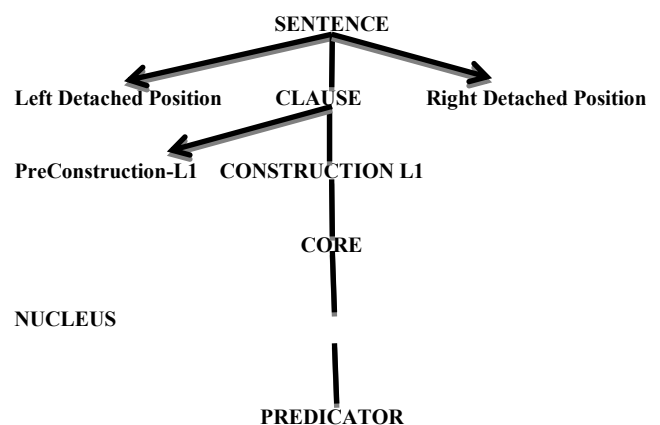 SENTENCE
Left Detached Position CLAUSE Right Detached Position
PreConstruction-L1 CONSTRUCTION L1
CORE
NUCLEUS
PREDICATOR